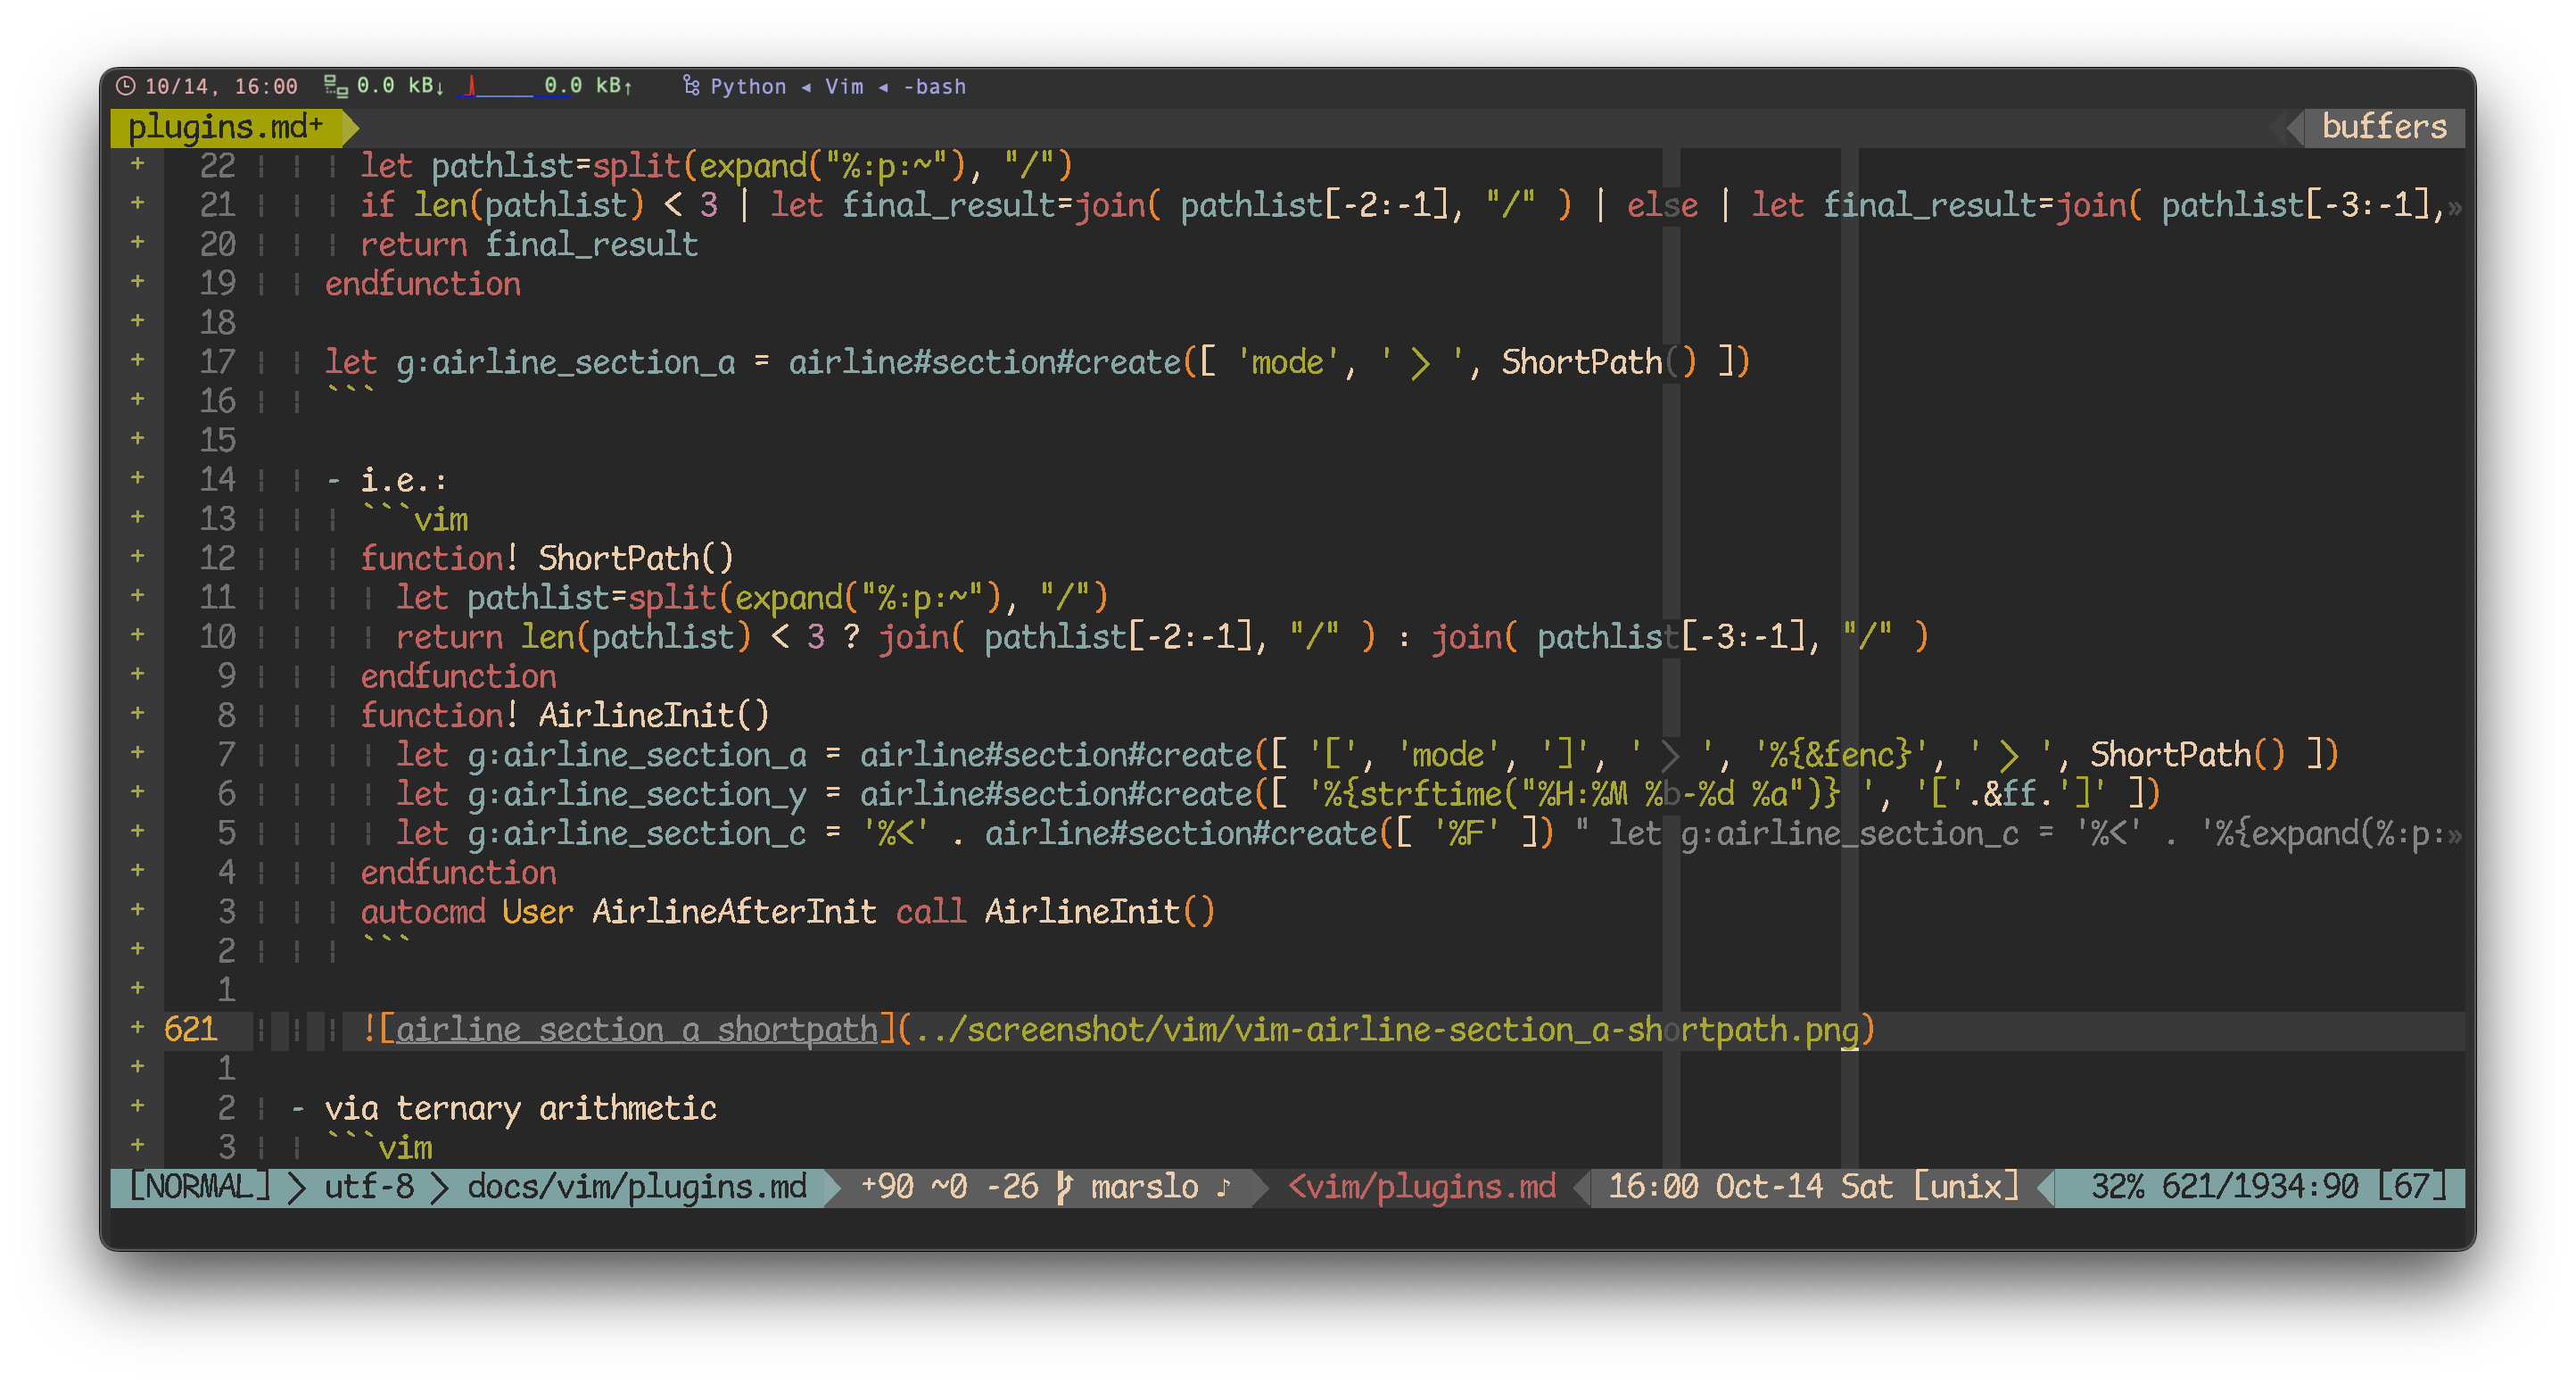 10/14, 16:00 0.0 kB↓ 0.0 kB↑ Python ◂ Vim ◂ -bash
plugins.md+ buffers
+ 22 ¦ ¦ ¦ let pathlist=split(expand("%:p:~"), "/")
+ 21 ¦ ¦ ¦ if len(pathlist) < 3 | let final_result=join( pathlist[-2:-1], "/" ) | else | let final_result=join( pathlist[-3:-1],»
+ 20 ¦ ¦ ¦ return final_result
+ 19 ¦ ¦ endfunction
+ 18
+ 17 ¦ ¦ let g:airline_section_a = airline#section#create([ 'mode', ' > ', ShortPath() ])
+ 16 ¦ ¦ ```
+ 15
+ 14 ¦ ¦ - i.e.:
+ 13 ¦ ¦ ¦ ```vim
+ 12 ¦ ¦ ¦ function! ShortPath()
+ 11 ¦ ¦ ¦ ¦ let pathlist=split(expand("%:p:~"), "/")
+ 10 ¦ ¦ ¦ ¦ return len(pathlist) < 3 ? join( pathlist[-2:-1], "/" ) : join( pathlist[-3:-1], "/" )
+ 9 ¦ ¦ ¦ endfunction
+ 8 ¦ ¦ ¦ function! AirlineInit()
+ 7 ¦ ¦ ¦ ¦ let g:airline_section_a = airline#section#create([ '[', 'mode', ']', ' > ', '%{&fenc}', ' > ', ShortPath() ])
+ 6 ¦ ¦ ¦ ¦ let g:airline_section_y = airline#section#create([ '%{strftime("%H:%M %b-%d %a")} ', '['.&ff.']' ])
+ 5 ¦ ¦ ¦ ¦ let g:airline_section_c = '%<' . airline#section#create([ '%F' ]) " let g:airline_section_c = '%<' . '%{expand(%:p:»
+ 4 ¦ ¦ ¦ endfunction
+ 3 ¦ ¦ ¦ autocmd User AirlineAfterInit call AirlineInit()
+ 2 ¦ ¦ ¦ ```
+ 1
+ 621 ¦ ¦ ¦ ![airline section a shortpath](../screenshot/vim/vim-airline-section_a-shortpath.png)
+ 1
+ 2 ¦ - via ternary arithmetic
+ 3 ¦ ¦ ```vim
[NORMAL] > utf-8 > docs/vim/plugins.md +90 ~0 -26 marslo ♪ <vim/plugins.md 16:00 Oct-14 Sat [unix] 32% 621/1934:90 [67]